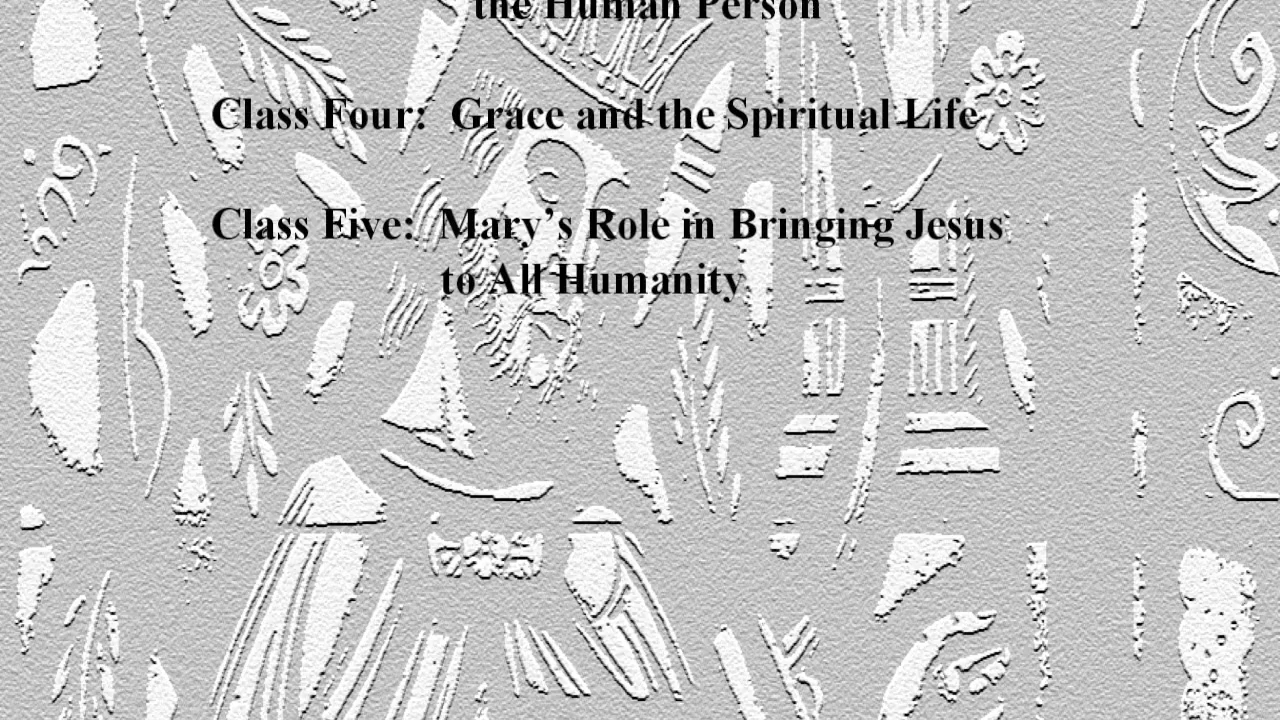 the Human Person
Class Four: Grace and the Spiritual Life
Class Five: Mary’s Role in Bringing Jesus
to All Humanity